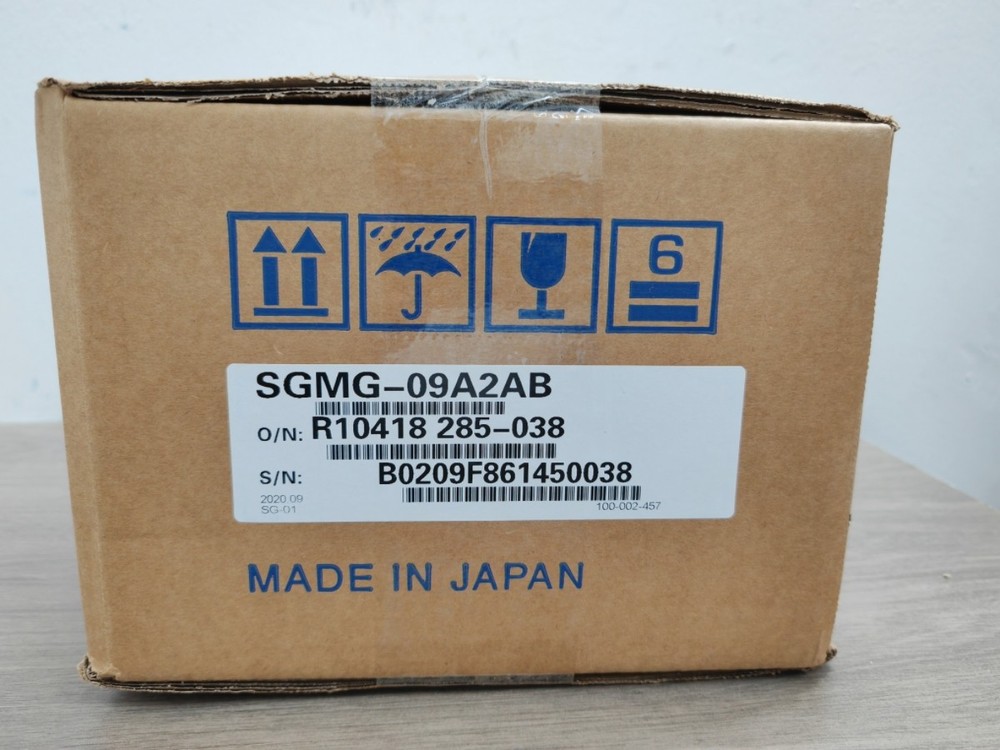 6
SGMG-09A2AB
O/N: R10418 285-038
S/N: B0209F861450038
2020.09
SG-01 100-002-457
MADE IN JAPAN